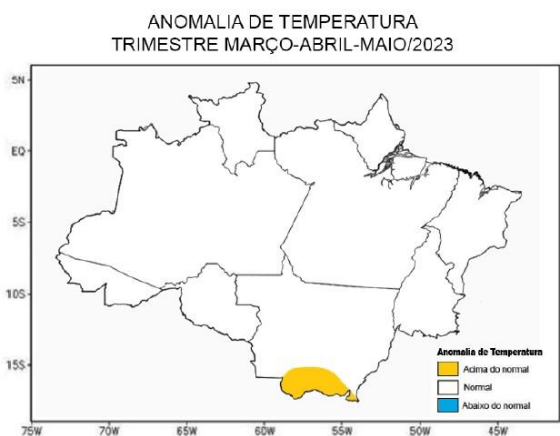 ANOMALIA DE TEMPERATURA
TRIMESTRE MARÇO-ABRIL-MAIO/2023
5N
EQ
5S
10S
15S
Anomalia de Temperatura
Acima do normal
Normal
Abaixo do normal
75W 70W 65W 60W 55W 50W 45W